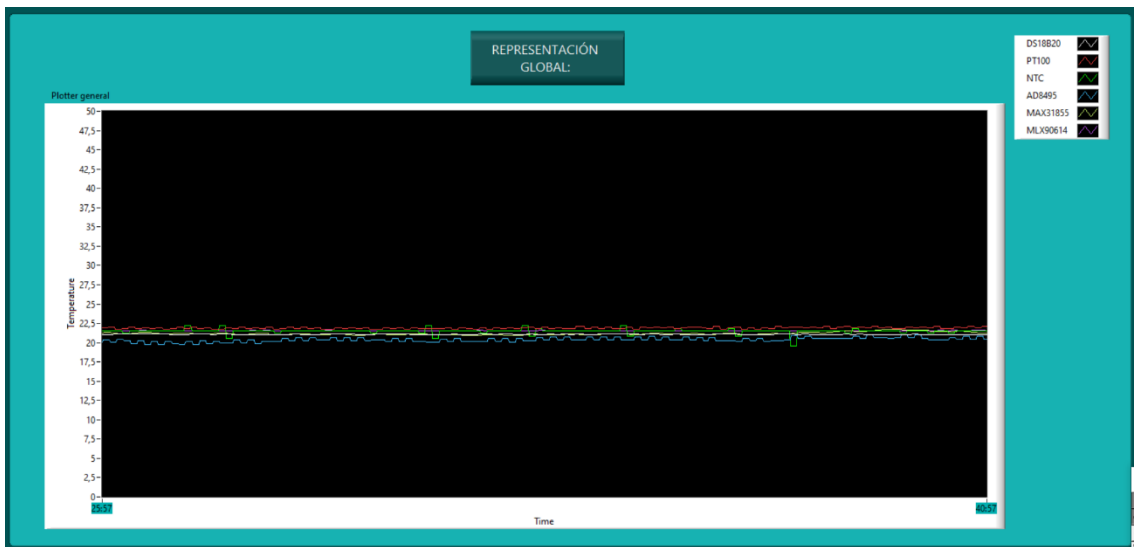 REPRESENTACIÓN
GLOBAL:
DS18B20
PT100
NTC
AD8495
MAX31855
MLX90614
Plotter general
50
47,5
45
42,5
40
37,5
35
32,5
30
27,5
25
22,5
20
17,5
15
12,5
10
7,5
5
2,5
0
Temperature
25:57
40:57
Time